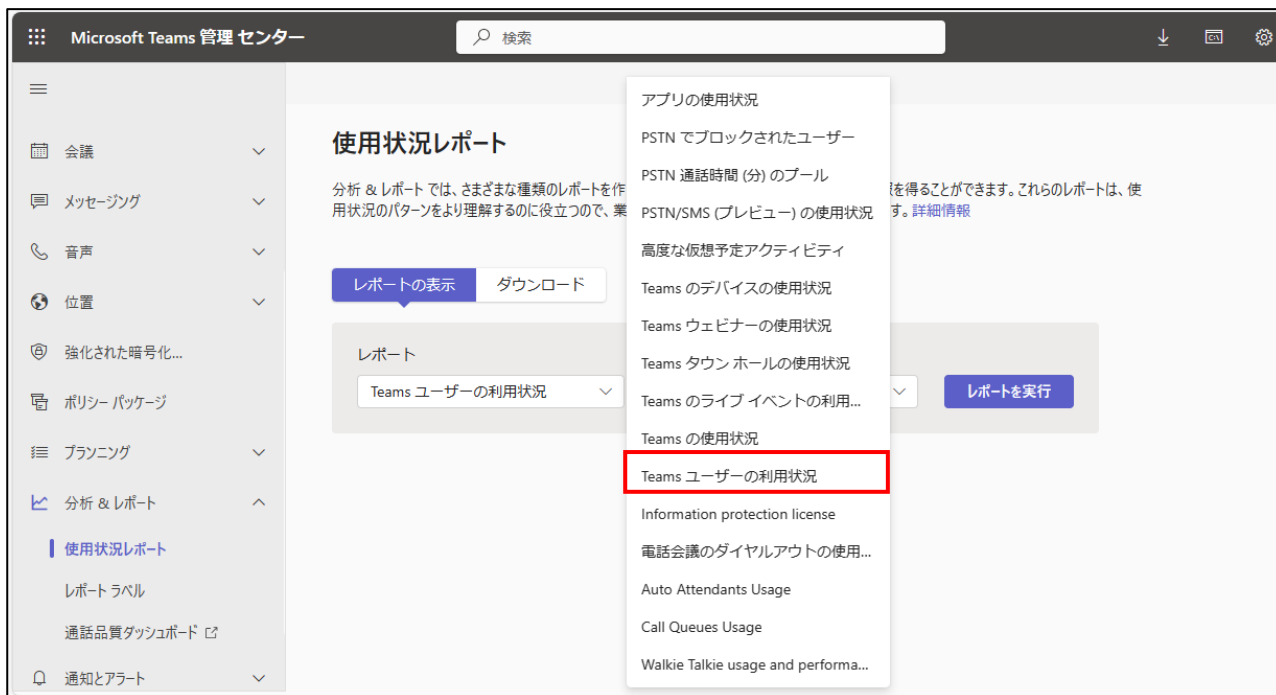 Microsoft Teams 管理 センター
検索
会議
メッセージング
音声
位置
強化された暗号化...
ポリシー パッケージ
プランニング
分析 & レポート
使用状況レポート
レポート ラベル
通話品質ダッシュボード
通知とアラート
使用状況レポート
分析 & レポート では、さまざまな種類のレポートを作
を得ることができます。これらのレポートは、使
用状況のパターンをより理解するのに役立つので、業
す。詳細情報
レポートの表示
ダウンロード
レポート
Teams ユーザーの利用状況
レポートを実行
アプリの使用状況
PSTN でブロックされたユーザー
PSTN 通話時間 (分) のプール
PSTN/SMS (プレビュー) の使用状況
高度な仮想予定アクティビティ
Teams のデバイスの使用状況
Teams ウェビナーの使用状況
Teams タウン ホールの使用状況
Teams のライブ イベントの利用...
Teams の使用状況
Teams ユーザーの利用状況
Information protection license
電話会議のダイヤルアウトの使用...
Auto Attendants Usage
Call Queues Usage
Walkie Talkie usage and performa...